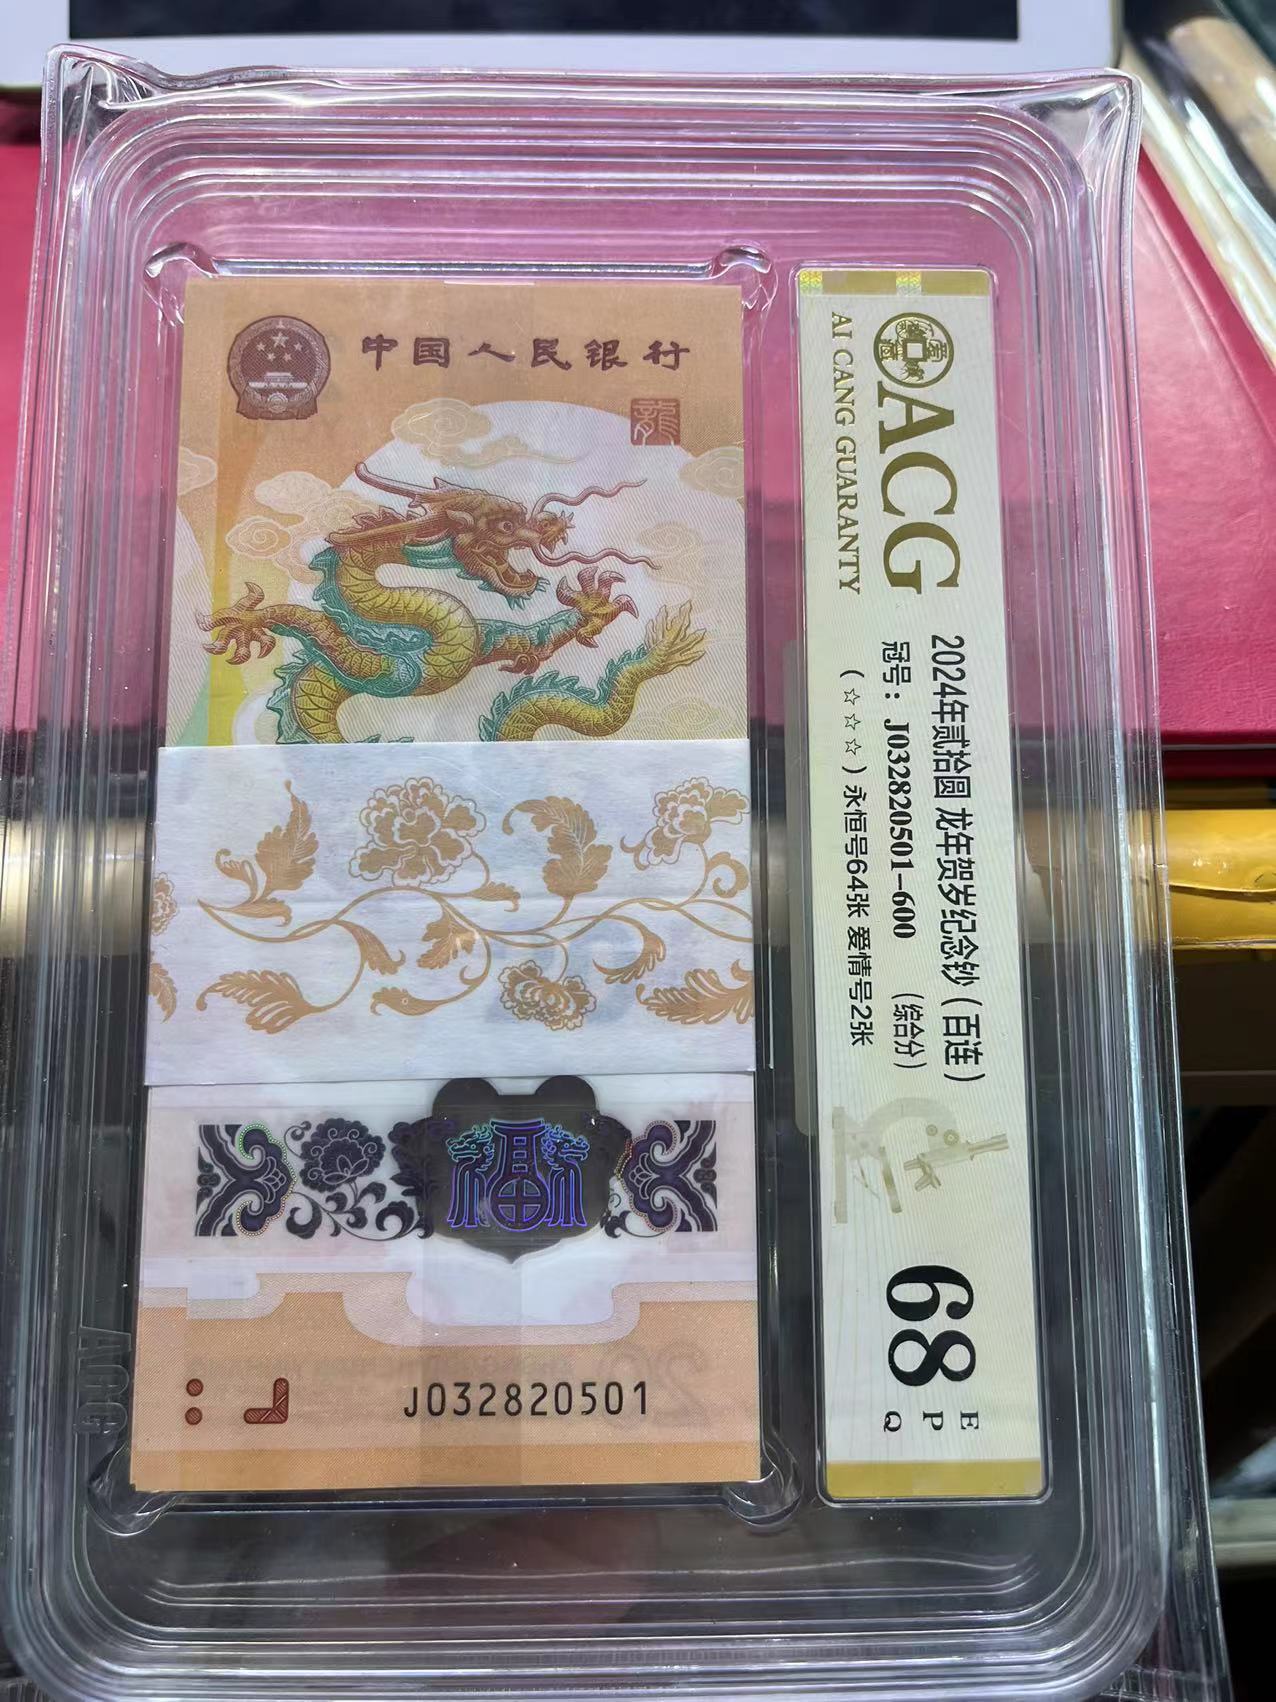 中国人民银行
龍
J032820501
ACG
AI CANG GUARANTY
2024年贰拾圆 龙年贺岁纪念钞（百连）
冠号：J032820501-600 （综合分）
（☆☆☆）永恒号64张 爱情号2张
68
E
P
Q
ACG